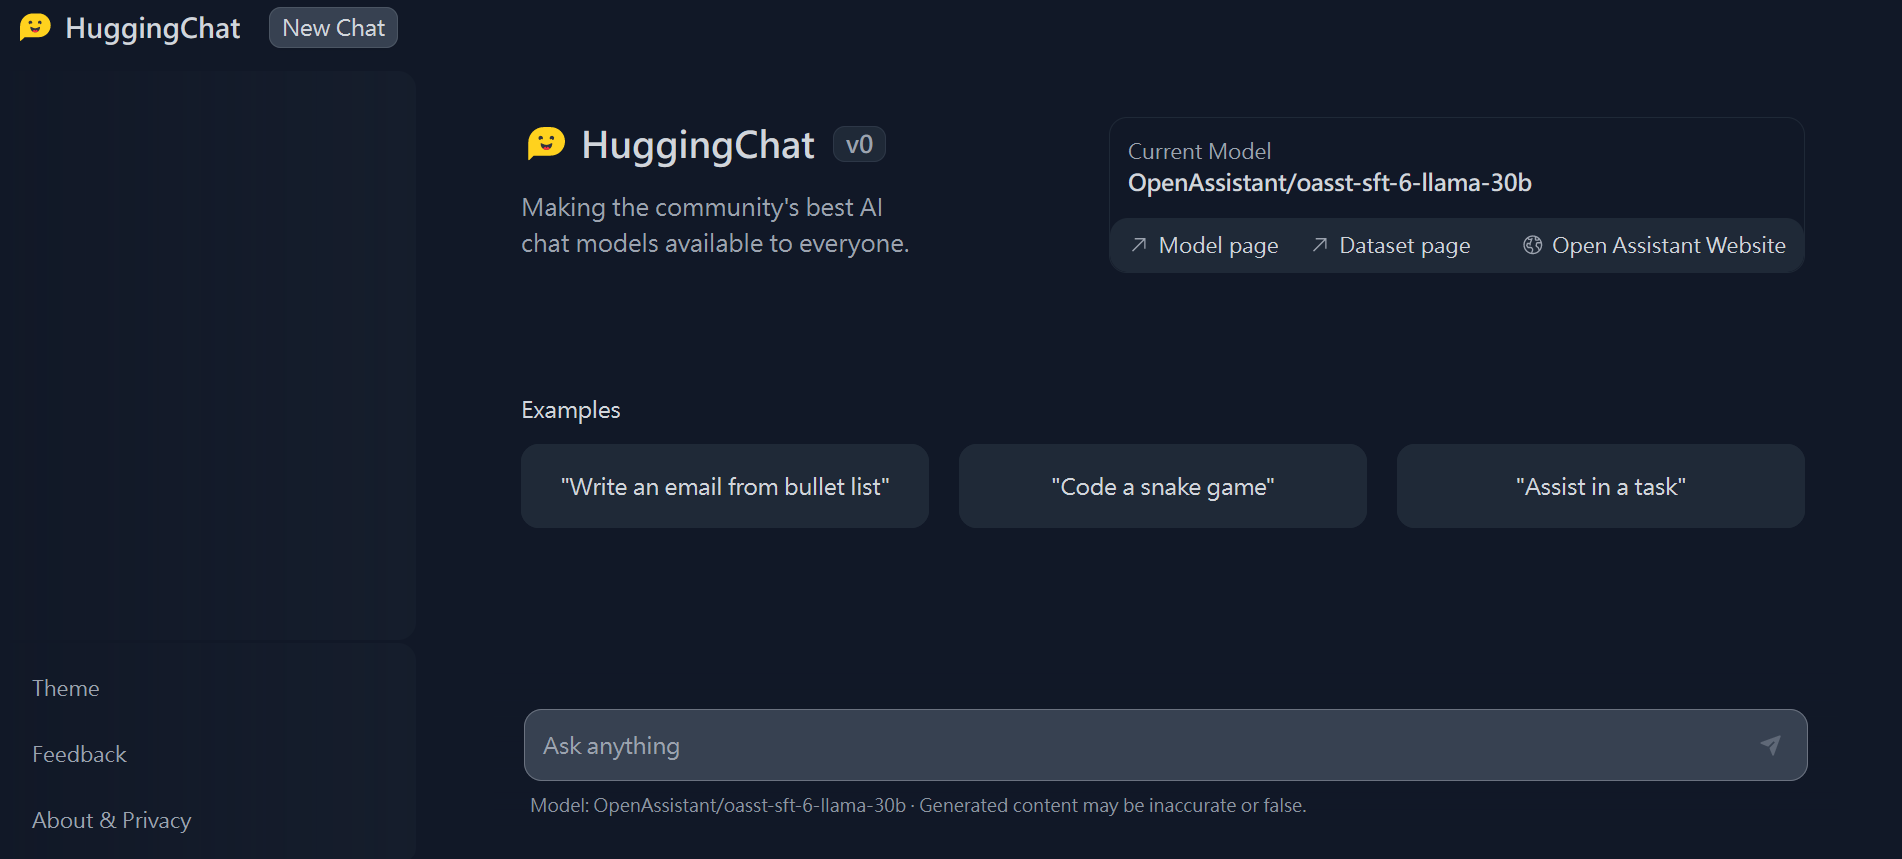 HuggingChat New Chat
HuggingChat v0
Making the community's best AI
chat models available to everyone.
Current Model
OpenAssistant/oasst-sft-6-llama-30b
Model page Dataset page Open Assistant Website
Examples
"Write an email from bullet list" "Code a snake game" "Assist in a task"
Theme
Feedback
About & Privacy
Ask anything
Model: OpenAssistant/oasst-sft-6-llama-30b · Generated content may be inaccurate or false.